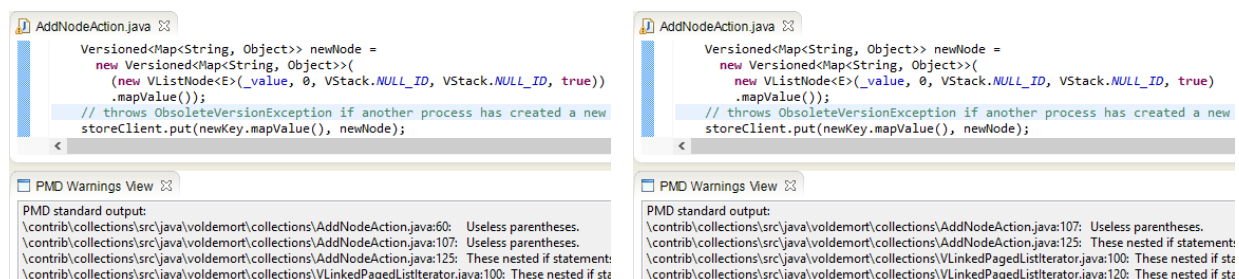 AddNodeAction.java
Versioned<Map<String, Object>> newNode =
new Versioned<Map<String, Object>>(
(new VListNode<E>(_value, 0, VStack.NULL_ID, VStack.NULL_ID, true))
.mapValue());
// throws ObsoleteVersionException if another process has created a new
storeClient.put(newKey.mapValue(), newNode);
PMD Warnings View
PMD standard output:
\contrib\collections\src\java\voldemort\collections\AddNodeAction.java:60: Useless parentheses.
\contrib\collections\src\java\voldemort\collections\AddNodeAction.java:107: Useless parentheses.
\contrib\collections\src\java\voldemort\collections\AddNodeAction.java:125: These nested if statements
\contrib\collections\src\java\voldemort\collections\VLinkedPagedListIterator.java:100: These nested if sta
AddNodeAction.java
Versioned<Map<String, Object>> newNode =
new Versioned<Map<String, Object>>(
new VListNode<E>(_value, 0, VStack.NULL_ID, VStack.NULL_ID, true)
.mapValue());
// throws ObsoleteVersionException if another process has created a new
storeClient.put(newKey.mapValue(), newNode);
PMD Warnings View
PMD standard output:
\contrib\collections\src\java\voldemort\collections\AddNodeAction.java:107: Useless parentheses.
\contrib\collections\src\java\voldemort\collections\AddNodeAction.java:125: These nested if statements
\contrib\collections\src\java\voldemort\collections\VLinkedPagedListIterator.java:100: These nested if sta
\contrib\collections\src\java\voldemort\collections\VLinkedPagedListIterator.java:120: These nested if sta